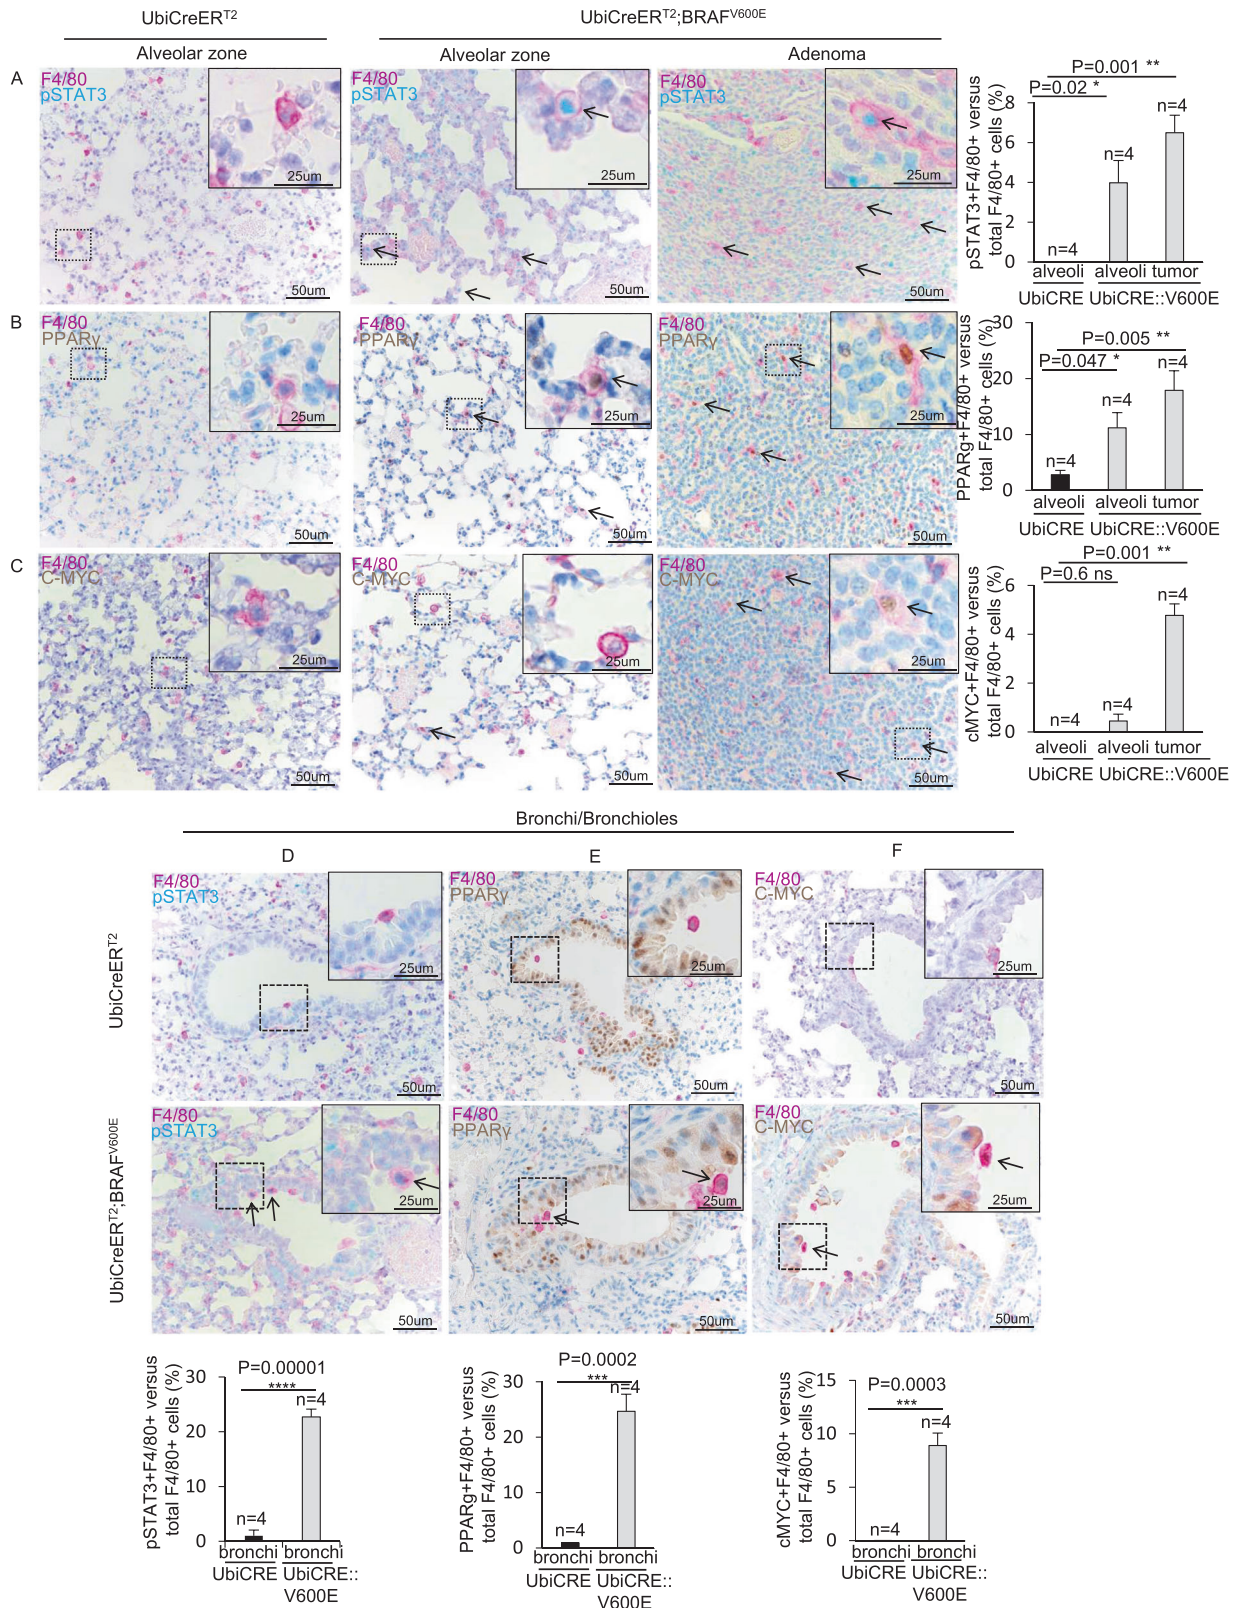 UbiCreER^T2
UbiCreER^T2;BRAF^V600E
Alveolar zone
Alveolar zone
Adenoma
A
F4/80
pSTAT3
25um
50um
F4/80
pSTAT3
25um
50um
F4/80
pSTAT3
25um
50um
pSTAT3+F4/80+ versus
total F4/80+ cells (%)
P=0.001 **
P=0.02 *
8
6
4
2
0
n=4
n=4
n=4
alveoli alveoli tumor
UbiCRE UbiCRE::V600E
B
F4/80
PPARγ
25um
50um
F4/80
PPARγ
25um
50um
F4/80
PPARγ
25um
50um
PPARg+F4/80+ versus
total F4/80+ cells (%)
P=0.005 **
P=0.047 *
30
20
10
0
n=4
n=4
n=4
alveoli alveoli tumor
UbiCRE UbiCRE::V600E
C
F4/80
C-MYC
25um
50um
F4/80
C-MYC
25um
50um
F4/80
C-MYC
25um
50um
cMYC+F4/80+ versus
total F4/80+ cells (%)
P=0.001 **
P=0.6 ns
6
4
2
0
n=4
n=4
n=4
alveoli alveoli tumor
UbiCRE UbiCRE::V600E
Bronchi/Bronchioles
D
E
F
UbiCreER^T2
F4/80
pSTAT3
25um
50um
F4/80
PPARγ
25um
50um
F4/80
C-MYC
25um
50um
UbiCreER^T2;BRAF^V600E
F4/80
pSTAT3
25um
50um
F4/80
PPARγ
25um
50um
F4/80
C-MYC
25um
50um
pSTAT3+F4/80+ versus
total F4/80+ cells (%)
P=0.00001
****
30
20
10
0
n=4
n=4
bronchi bronchi
UbiCRE UbiCRE::
V600E
PPARg+F4/80+ versus
total F4/80+ cells (%)
P=0.0002
***
30
20
10
0
n=4
n=4
bronchi bronchi
UbiCRE UbiCRE::
V600E
cMYC+F4/80+ versus
total F4/80+ cells (%)
P=0.0003
***
15
10
5
0
n=4
n=4
bronchi bronchi
UbiCRE UbiCRE::
V600E